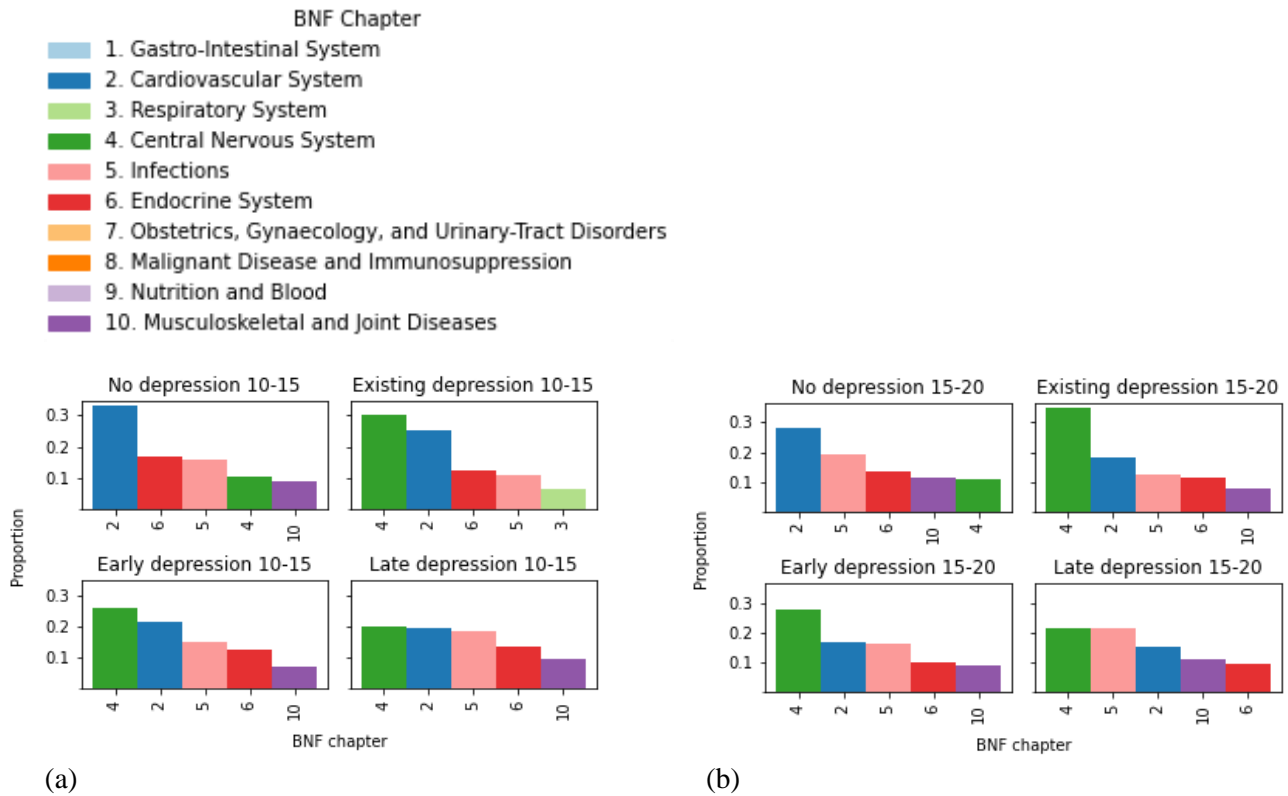 BNF Chapter
1. Gastro-Intestinal System
2. Cardiovascular System
3. Respiratory System
4. Central Nervous System
5. Infections
6. Endocrine System
7. Obstetrics, Gynaecology, and Urinary-Tract Disorders
8. Malignant Disease and Immunosuppression
9. Nutrition and Blood
10. Musculoskeletal and Joint Diseases
Proportion
No depression 10-15
0.3
0.2
0.1
2 6 5 4 10
Existing depression 10-15
4 2 6 5 3
Early depression 10-15
0.3
0.2
0.1
4 2 5 6 10
Late depression 10-15
4 2 5 6 10
BNF chapter
(a)
Proportion
No depression 15-20
0.3
0.2
0.1
2 5 6 10 4
Existing depression 15-20
4 2 5 6 10
Early depression 15-20
0.3
0.2
0.1
4 2 5 6 10
Late depression 15-20
4 5 2 10 6
BNF chapter
(b)